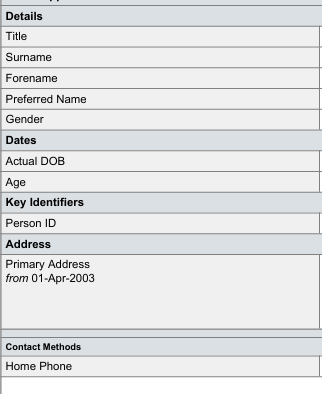 Details
Title
Surname
Forename
Preferred Name
Gender
Dates
Actual DOB
Age
Key Identifiers
Person ID
Address
Primary Address
from 01-Apr-2003
Contact Methods
Home Phone